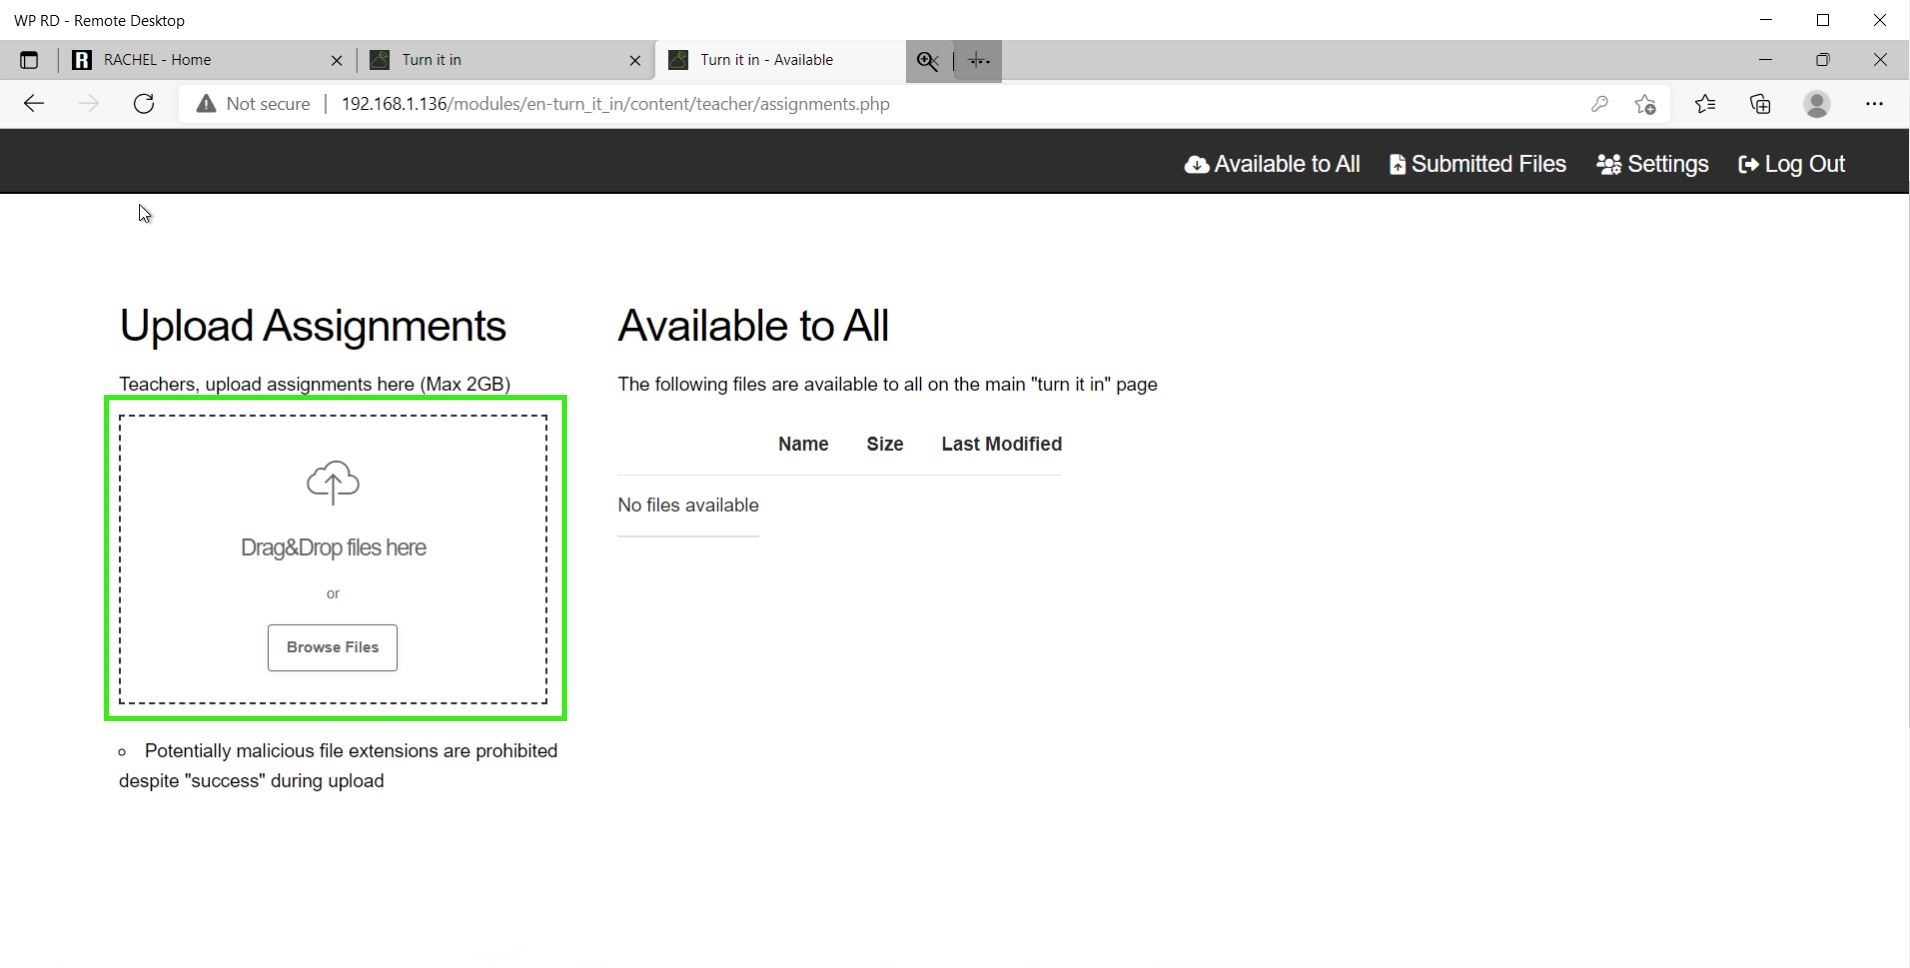 WP RD - Remote Desktop
RACHEL - Home
Turn it in
Turn it in - Available
Not secure
192.168.1.136/modules/en-turn_it_in/content/teacher/assignments.php
Available to All
Submitted Files
Settings
Log Out
Upload Assignments
Teachers, upload assignments here (Max 2GB)
Drag&Drop files here
or
Browse Files
○ Potentially malicious file extensions are prohibited
despite "success" during upload
Available to All
The following files are available to all on the main "turn it in" page
Name Size Last Modified
No files available